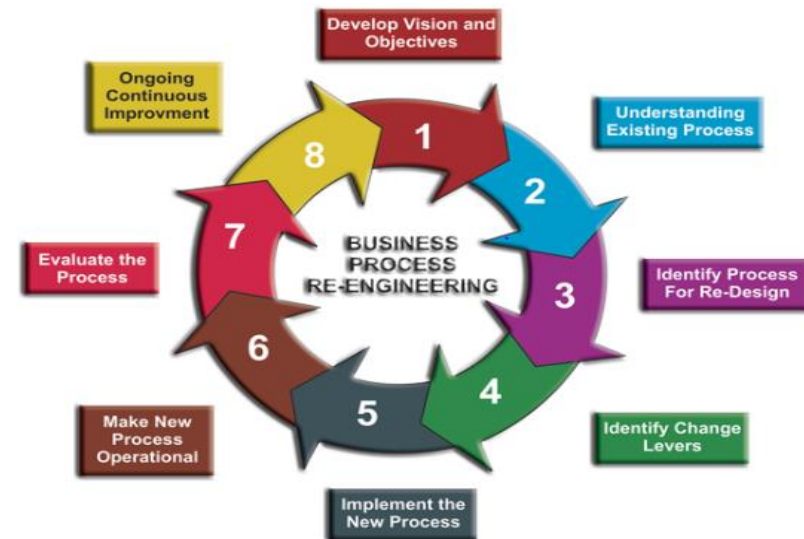 Develop Vision and
Objectives
Ongoing
Continuous
Improvment
Understanding
Existing Process
1
8
2
7
3
6
4
5
BUSINESS
PROCESS
RE-ENGINEERING
Evaluate the
Process
Identify Process
For Re-Design
Make New
Process
Operational
Identify Change
Levers
Implement the
New Process